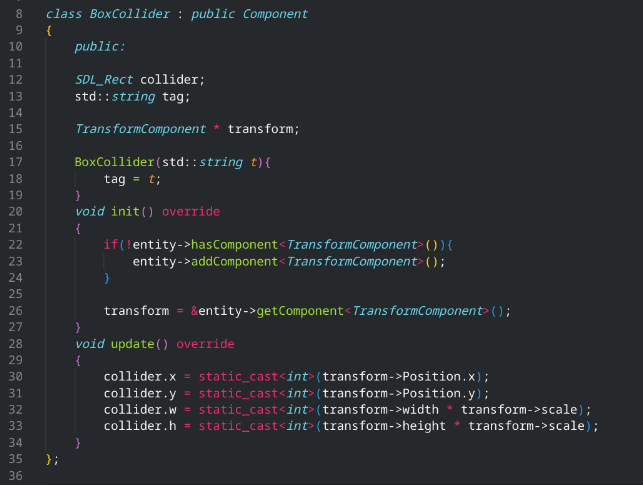 8 class BoxCollider : public Component
9 {
10     public:
11
12     SDL_Rect collider;
13     std::string tag;
14
15     TransformComponent * transform;
16
17     BoxCollider(std::string t){
18         tag = t;
19     }
20     void init() override
21     {
22         if(!entity->hasComponent<TransformComponent>()){
23             entity->addComponent<TransformComponent>();
24         }
25
26         transform = &entity->getComponent<TransformComponent>();
27     }
28     void update() override
29     {
30         collider.x = static_cast<int>(transform->Position.x);
31         collider.y = static_cast<int>(transform->Position.y);
32         collider.w = static_cast<int>(transform->width * transform->scale);
33         collider.h = static_cast<int>(transform->height * transform->scale);
34     }
35 };
36